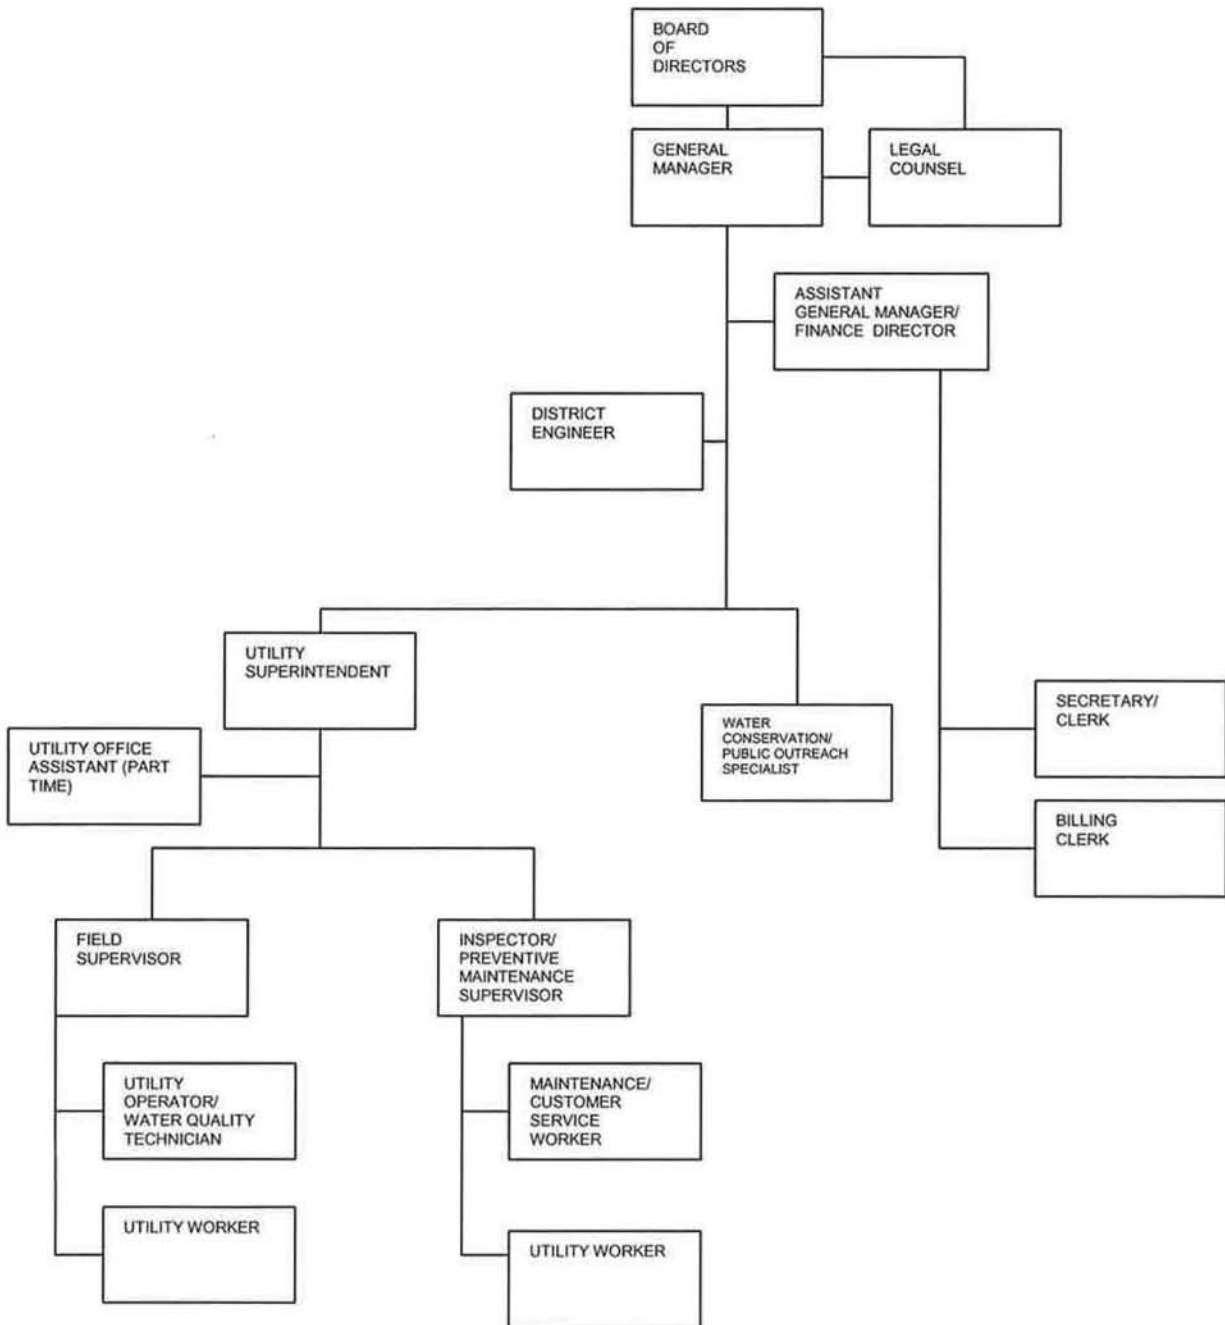 BOARD
OF
DIRECTORS
GENERAL
MANAGER
LEGAL
COUNSEL
ASSISTANT
GENERAL MANAGER/
FINANCE DIRECTOR
DISTRICT
ENGINEER
UTILITY
SUPERINTENDENT
WATER
CONSERVATION/
PUBLIC OUTREACH
SPECIALIST
SECRETARY/
CLERK
UTILITY OFFICE
ASSISTANT (PART
TIME)
BILLING
CLERK
FIELD
SUPERVISOR
INSPECTOR/
PREVENTIVE
MAINTENANCE
SUPERVISOR
UTILITY
OPERATOR/
WATER QUALITY
TECHNICIAN
MAINTENANCE/
CUSTOMER
SERVICE
WORKER
UTILITY WORKER
UTILITY WORKER